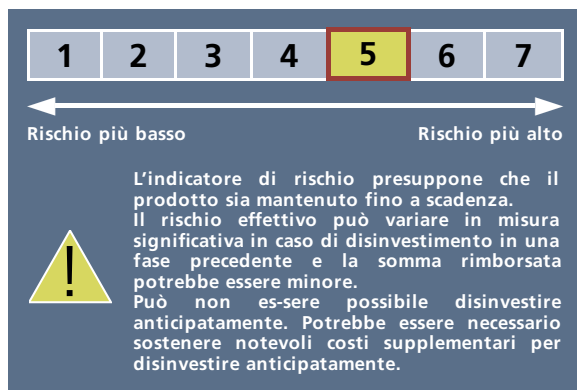 1 2 3 4 5 6 7
Rischio più basso Rischio più alto
L'indicatore di rischio presuppone che il
prodotto sia mantenuto fino a scadenza.
Il rischio effettivo può variare in misura
significativa in caso di disinvestimento in una
fase precedente e la somma rimborsata
potrebbe essere minore.
Può non es-sere possibile disinvestire
anticipatamente. Potrebbe essere necessario
sostenere notevoli costi supplementari per
disinvestire anticipatamente.
!